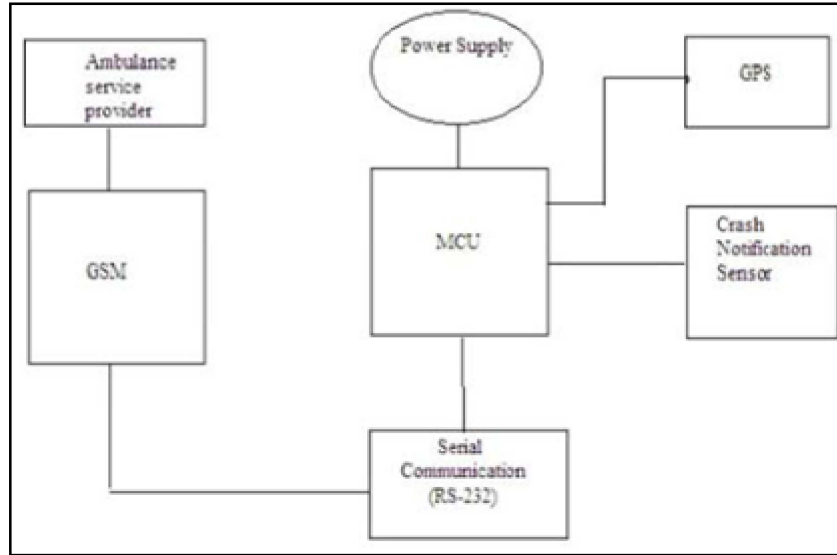 Ambulance
service
provider
Power Supply
GPS
GSM
MCU
Crash
Notification
Sensor
Serial
Communication
(RS-232)